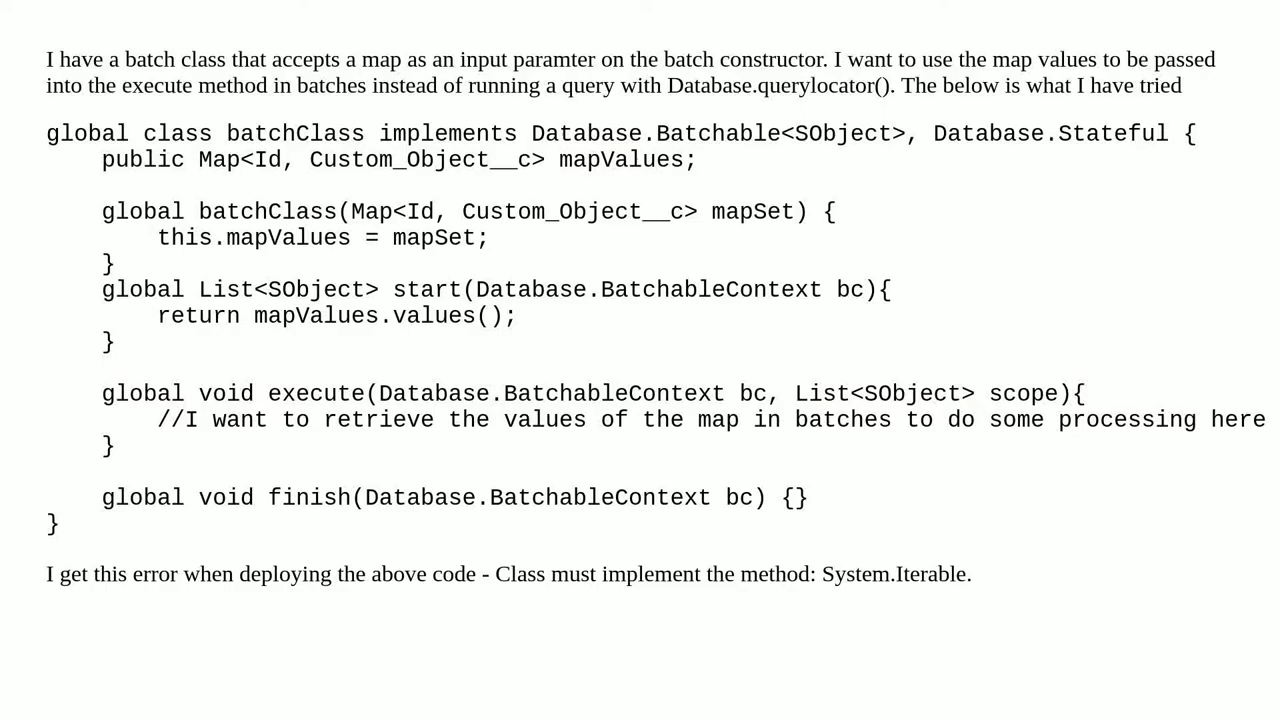 I have a batch class that accepts a map as an input paramter on the batch constructor. I want to use the map values to be passed
into the execute method in batches instead of running a query with Database.querylocator(). The below is what I have tried
global class batchClass implements Database.Batchable<SObject>, Database.Stateful {
    public Map<Id, Custom_Object__c> mapValues;
    global batchClass(Map<Id, Custom_Object__c> mapSet) {
        this.mapValues = mapSet;
    }
    global List<SObject> start(Database.BatchableContext bc){
        return mapValues.values();
    }
    global void execute(Database.BatchableContext bc, List<SObject> scope){
        //I want to retrieve the values of the map in batches to do some processing here
    }
    global void finish(Database.BatchableContext bc) {}
}
I get this error when deploying the above code - Class must implement the method: System.Iterable.